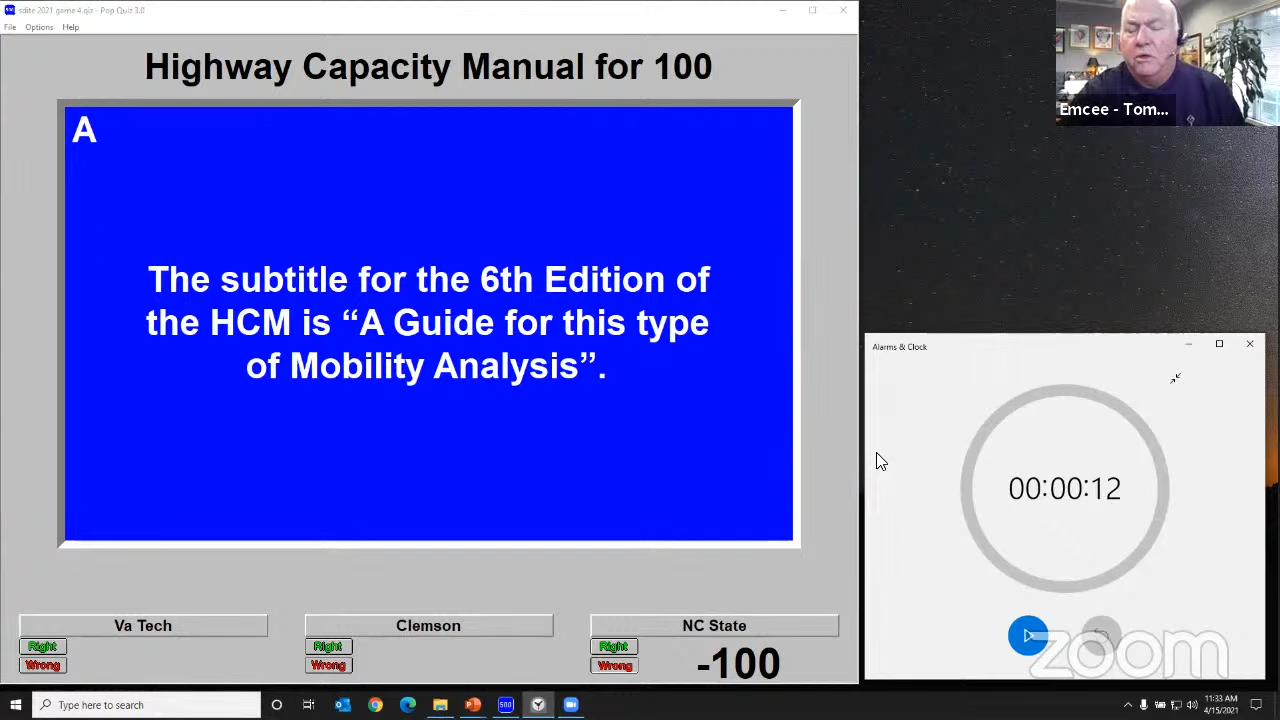 sdite 2021 game 4.qiz - Pop Quiz 3.0
File Options Help
Highway Capacity Manual for 100
A
The subtitle for the 6th Edition of
the HCM is “A Guide for this type
of Mobility Analysis”.
Va Tech
Right
Wrong
Clemson
Right
Wrong
NC State
Right
Wrong
-100
Emcee - Tom...
Alarms & Clock
00:00:12
zoom
Type here to search
500
11:33 AM
4/15/2021